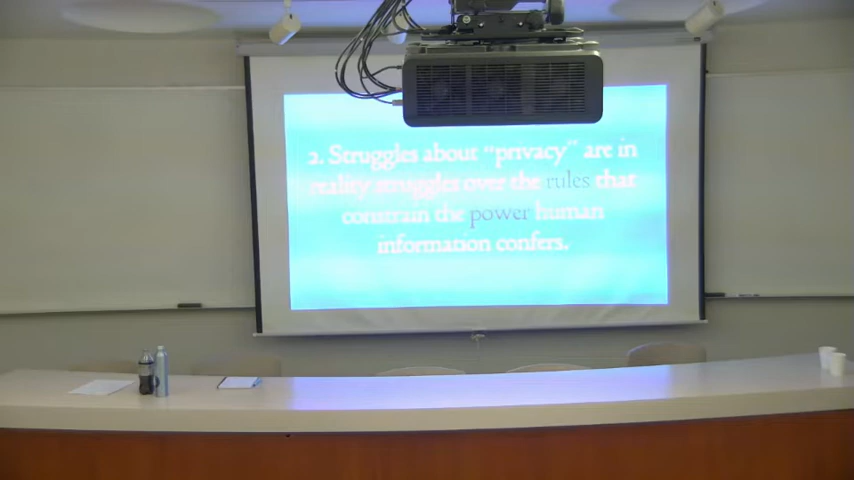 2. Struggles about “privacy” are in
reality struggles over the rules that
constrain the power human
information confers.